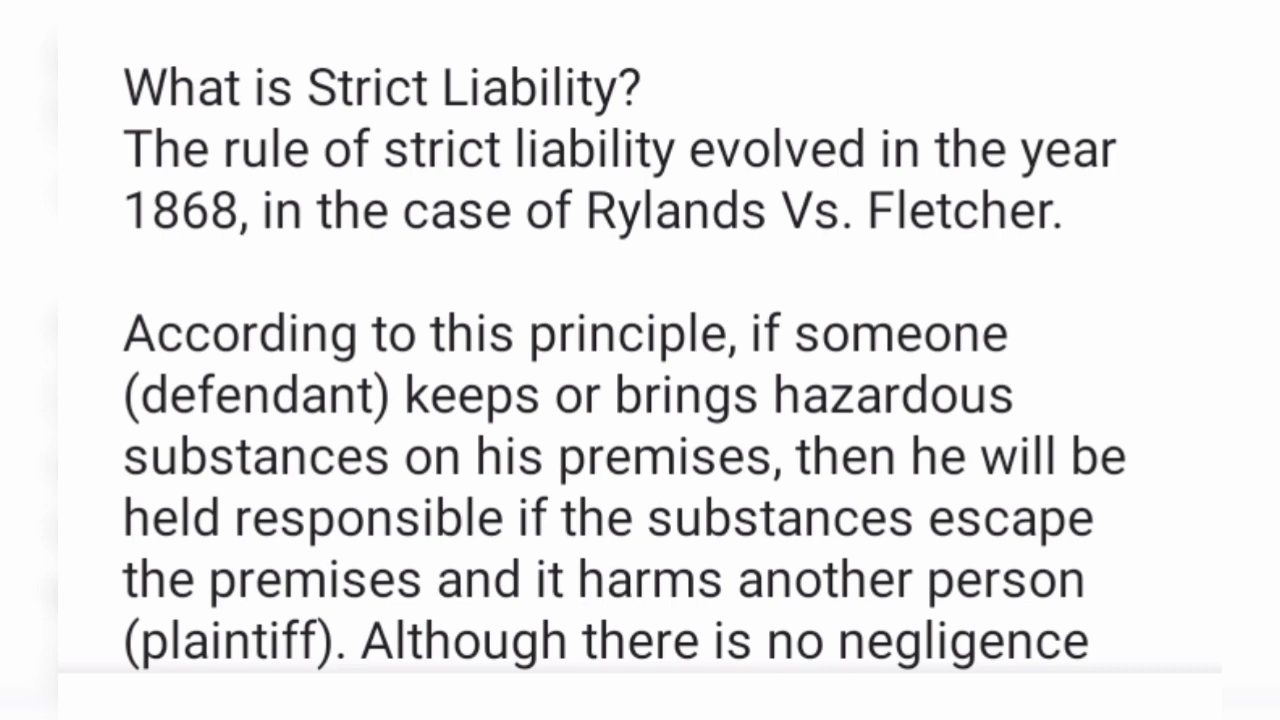 What is Strict Liability?
The rule of strict liability evolved in the year
1868, in the case of Rylands Vs. Fletcher.
According to this principle, if someone
(defendant) keeps or brings hazardous
substances on his premises, then he will be
held responsible if the substances escape
the premises and it harms another person
(plaintiff). Although there is no negligence